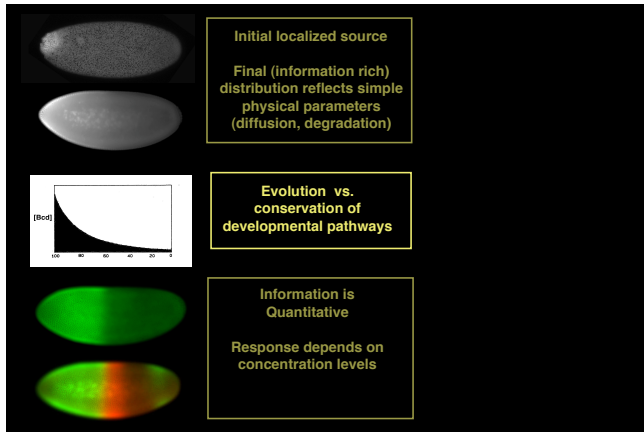 Initial localized source
Final (information rich)
distribution reflects simple
physical parameters
(diffusion, degradation)
[Bcd]
100 80 60 40 20 0
Evolution vs.
conservation of
developmental pathways
Information is
Quantitative
Response depends on
concentration levels